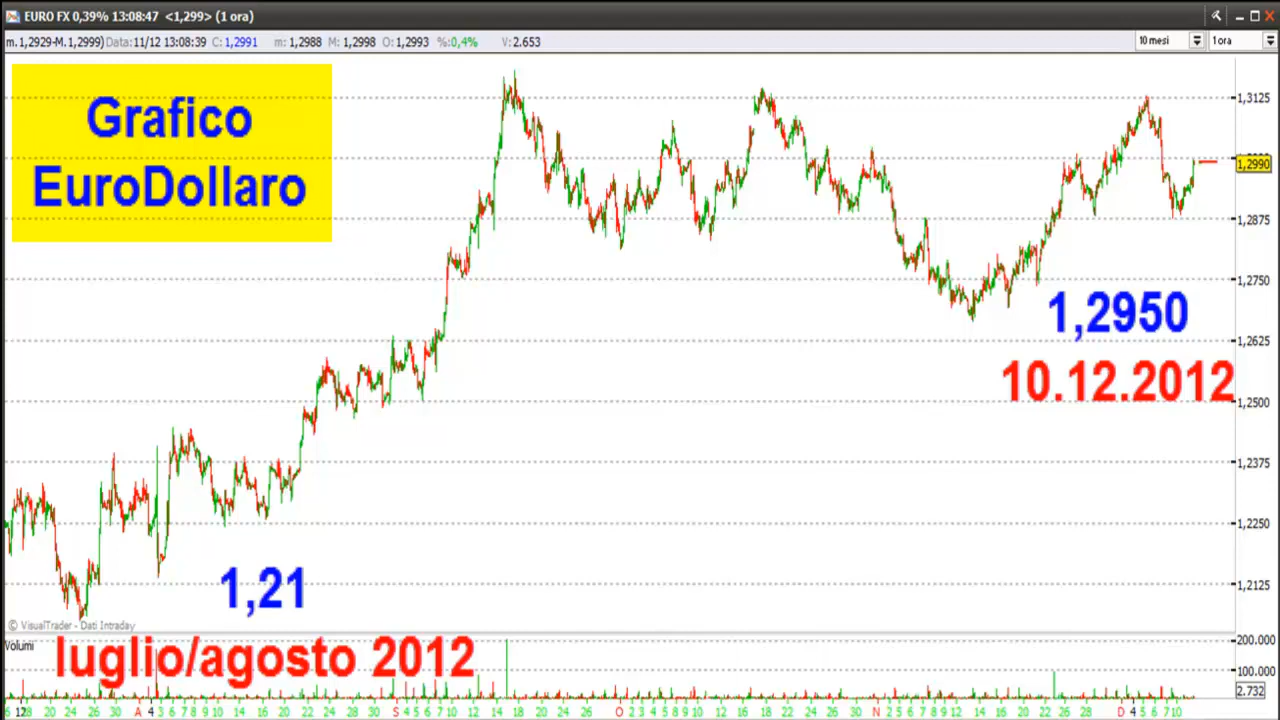 EURO FX 0,39% 13:08:47 <1,299> (1 ora)
m. 1,2929-M. 1,2999) Data: 11/12 13:08:39 C: 1,2991 m: 1,2988 M: 1,2998 O: 1,2993 %: 0,4% V: 2.653
10 mesi 1 ora
Grafico
EuroDollaro
1,3125
1,2990
1,2875
1,2750
1,2950
1,2625
10.12.2012
1,2500
1,2375
1,2250
1,21
1,2125
© VisualTrader - Dati Intraday
Volumi
luglio/agosto 2012
200.000
100.000
2.732